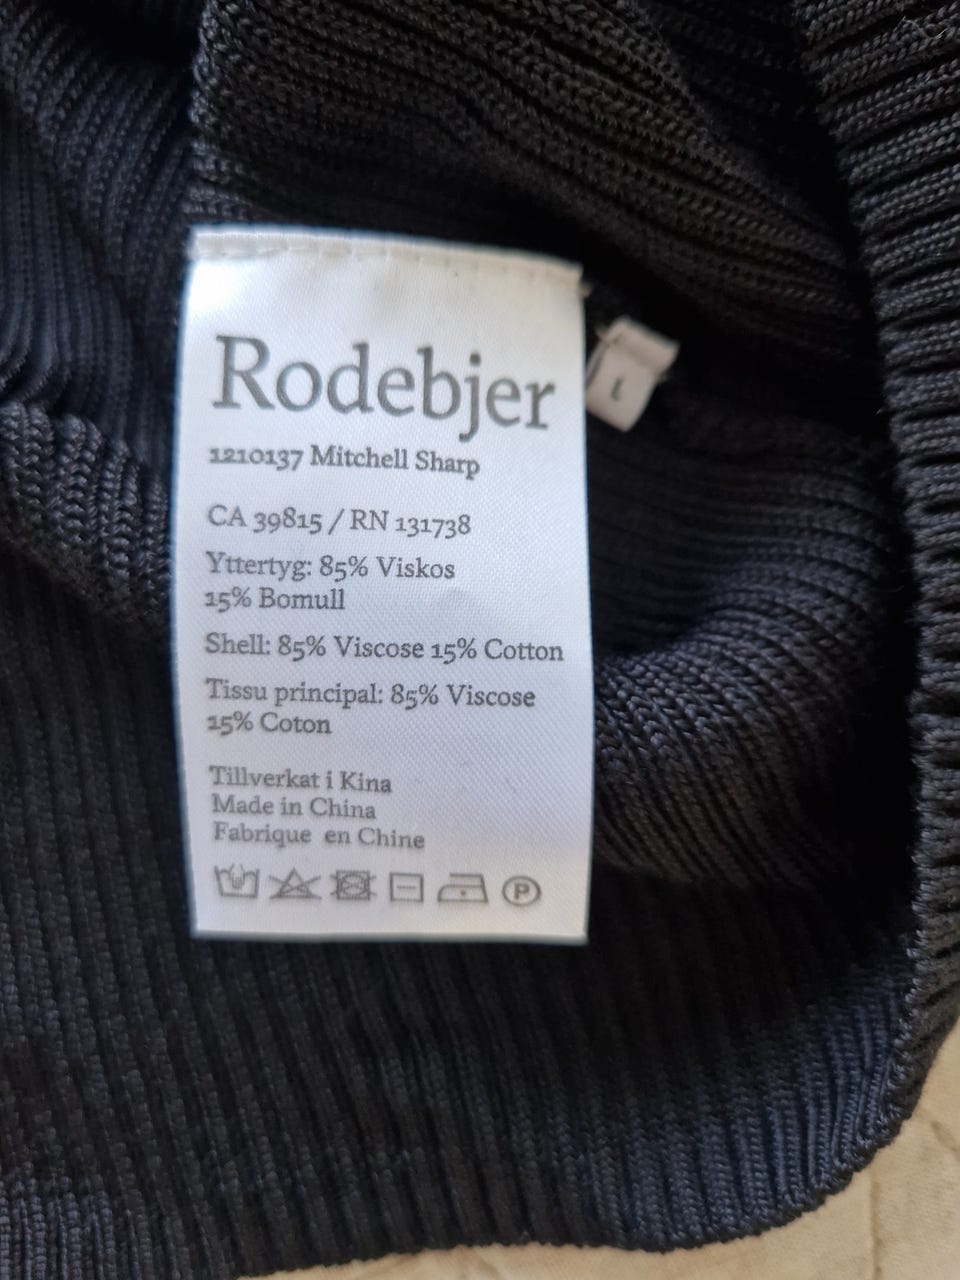 Rodebjer
L
1210137 Mitchell Sharp
CA 39815 / RN 131738
Yttertyg: 85% Viskos
15% Bomull
Shell: 85% Viscose 15% Cotton
Tissu principal: 85% Viscose
15% Coton
Tillverkat i Kina
Made in China
Fabrique en Chine
P